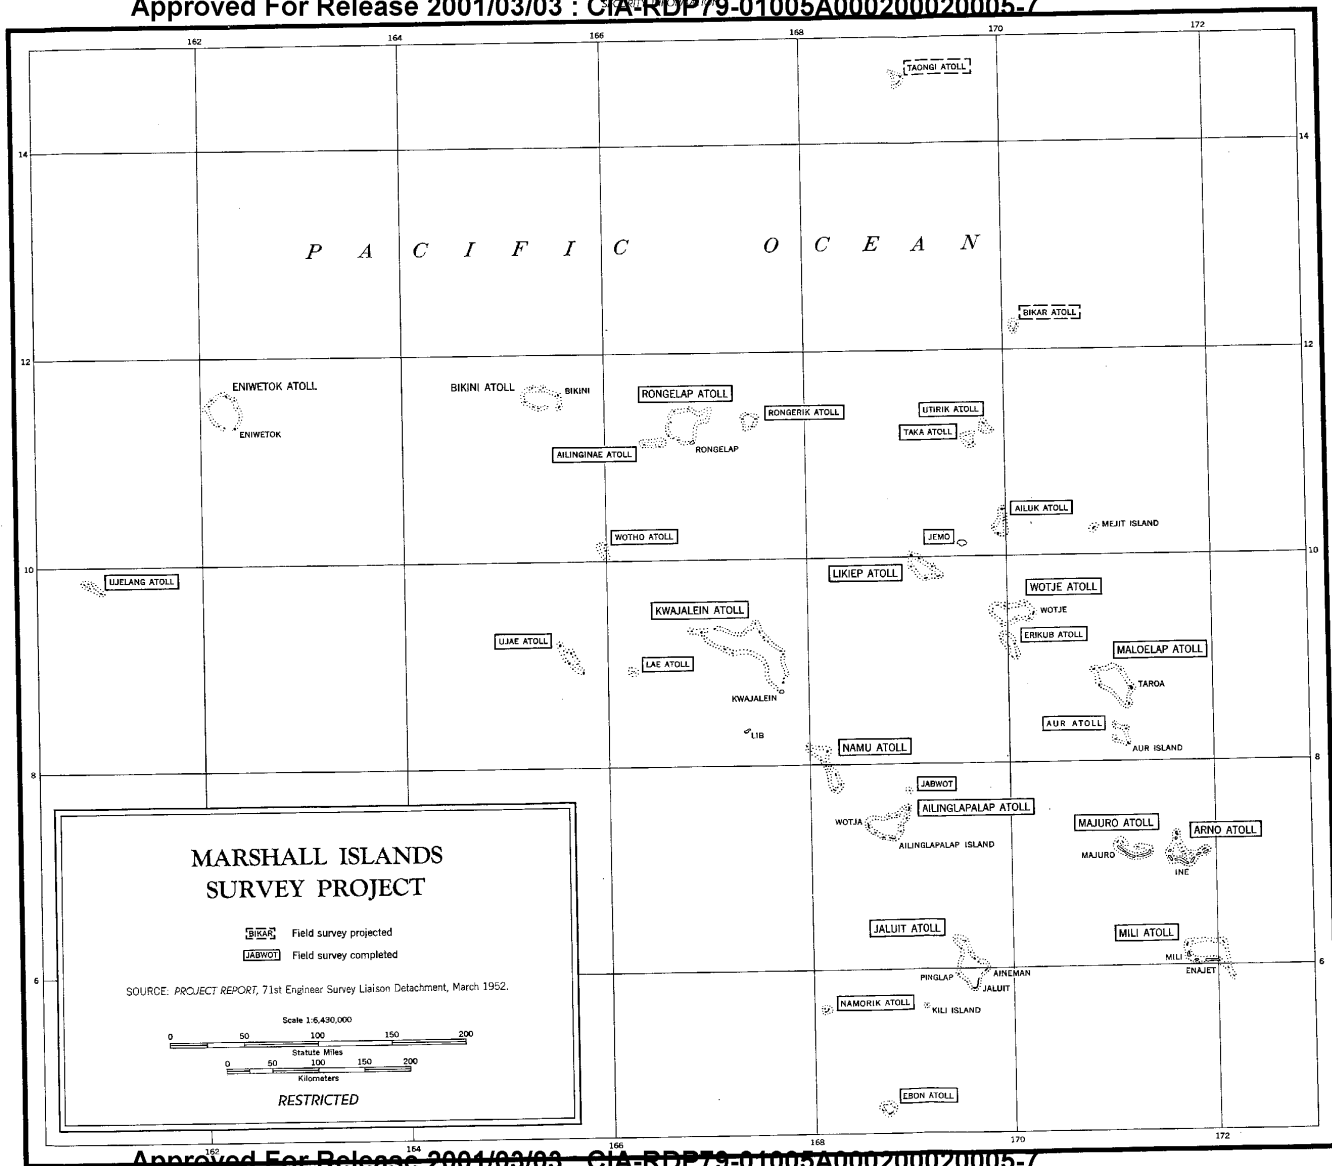 Approved For Release 2001/03/03 : CIA-RDP79-01005A000200020005-7
162 164 166 168 170 172
TAONGI ATOLL
14 14
PACIFIC OCEAN
BIKAR ATOLL
12 12
ENIWETOK ATOLL
ENIWETOK
BIKINI ATOLL
BIKINI
RONGELAP ATOLL
RONGERIK ATOLL
AILINGINAE ATOLL
RONGELAP
UTIRIK ATOLL
TAKA ATOLL
AILUK ATOLL
MEJIT ISLAND
WOTHO ATOLL
JEMO
10 10
UJELANG ATOLL
LIKIEP ATOLL
WOTJE ATOLL
WOTJE
KWAJALEIN ATOLL
ERIKUB ATOLL
UJAE ATOLL
LAE ATOLL
MALOELAP ATOLL
TAROA
KWAJALEIN
LIB
AUR ATOLL
AUR ISLAND
NAMU ATOLL
8 8
JABWOT
AILINGLAPALAP ATOLL
WOTJA
AILINGLAPALAP ISLAND
MAJURO ATOLL
MAJURO
ARNO ATOLL
INE
JALUIT ATOLL
MILI ATOLL
MILI
ENAJET
PINGLAP
AINEMAN
JALUIT
6 6
NAMORIK ATOLL
KILI ISLAND
EBON ATOLL
MARSHALL ISLANDS
SURVEY PROJECT
BIKAR Field survey projected
JABWOT Field survey completed
SOURCE: PROJECT REPORT, 71st Engineer Survey Liaison Detachment, March 1952.
Scale 1:6,430,000
0 50 100 150 200
Statute Miles
0 50 100 150 200
Kilometers
RESTRICTED
162 164 166 168 170 172
Approved For Release 2001/03/03 : CIA-RDP79-01005A000200020005-7